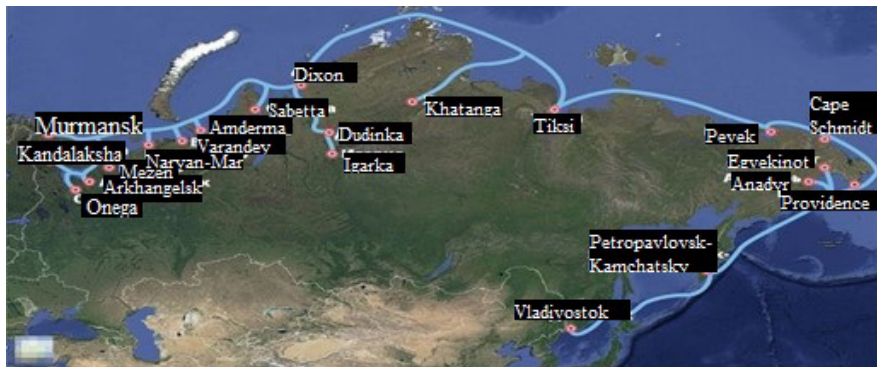 Dixon
Sabetta
Khatanga
Tiksi
Cape
Schmidt
Pevek
Murmansk
Amderma
Dudinka
Kandalaksha
Varandey
Naryan-Mar
Igarka
Mezen
Arkhangelsk
Onega
Egvekinot
Anadyr
Providence
Petropavlovsk-
Kamchatsky
Vladivostok